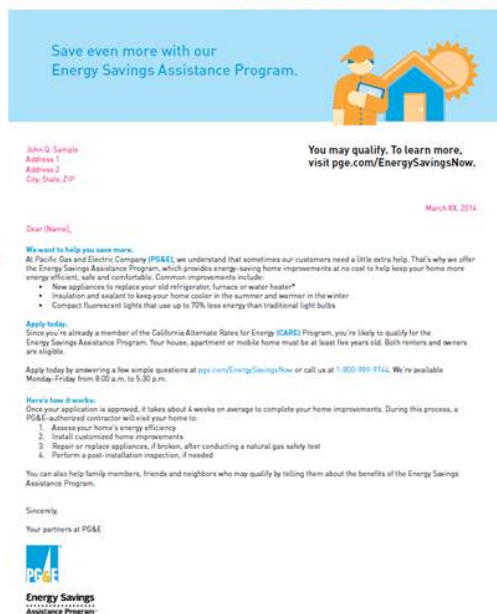 Save even more with our
Energy Savings Assistance Program.
You may qualify. To learn more,
visit pge.com/EnergySavingsNow.
John Q. Sample
Address 1
Address 2
City, State, ZIP
March XX, 2014
Dear [Name],
We want to help you save more.
At Pacific Gas and Electric Company (PG&E), we understand that sometimes our customers need a little extra help. That's why we offer
the Energy Savings Assistance Program, which provides energy-saving home improvements at no cost to help keep your home more
energy efficient, safe and comfortable. Common improvements include:
• New appliances to replace your old refrigerator, furnace or water heater*
• Insulation and sealant to keep your home cooler in the summer and warmer in the winter
• Compact fluorescent lights that use up to 70% less energy than traditional light bulbs
Apply today.
Since you're already a member of the California Alternate Rates for Energy (CARE) Program, you're likely to qualify for the
Energy Savings Assistance Program. Your house, apartment or mobile home must be at least five years old. Both renters and owners
are eligible.
Apply today by answering a few simple questions at pge.com/EnergySavingsNow or call us at 1-800-989-9744. We're available
Monday-Friday from 8:00 a.m. to 5:30 p.m.
Here's how it works:
Once your application is approved, it takes about 4 weeks on average to complete your home improvements. During this process, a
PG&E-authorized contractor will visit your home to:
1. Assess your home's energy efficiency
2. Install customized home improvements
3. Repair or replace appliances, if broken, after conducting a natural gas safety test
4. Perform a post-installation inspection, if needed
You can also help family members, friends and neighbors who may qualify by telling them about the benefits of the Energy Savings
Assistance Program.
Sincerely,
Your partners at PG&E
PG&E
Energy Savings
Assistance Program